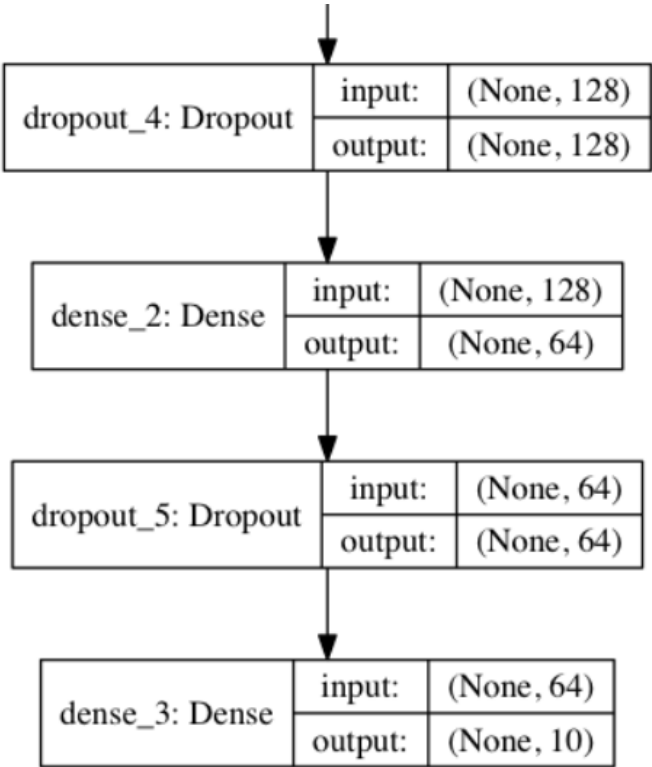 dropout_4: Dropout
input:
(None, 128)
output:
(None, 128)
dense_2: Dense
input:
(None, 128)
output:
(None, 64)
dropout_5: Dropout
input:
(None, 64)
output:
(None, 64)
dense_3: Dense
input:
(None, 64)
output:
(None, 10)